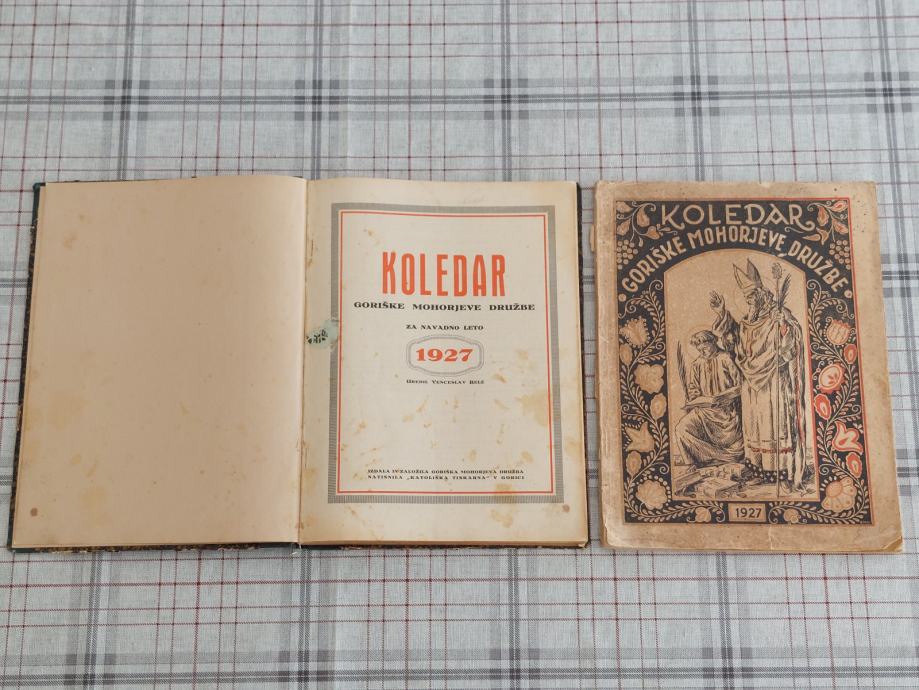 KOLEDAR
GORIŠKE MOHORJEVE DRUŽBE
ZA NAVADNO LETO
1927
UREDIL VENCESLAV BELÈ
IZDALA IN ZALOŽILA GORIŠKA MOHORJEVA DRUŽBA
NATISNILA „KATOLIŠKA TISKARNA“ V GORICI
KOLEDAR
GORIŠKE MOHORJEVE DRUŽBE
1927